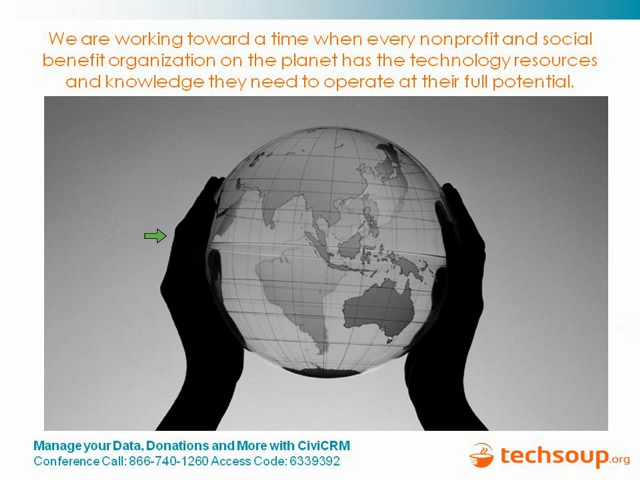 We are working toward a time when every nonprofit and social
benefit organization on the planet has the technology resources
and knowledge they need to operate at their full potential.
Manage your Data, Donations and More with CiviCRM
Conference Call: 866-740-1260 Access Code: 6339392
techsoup.org